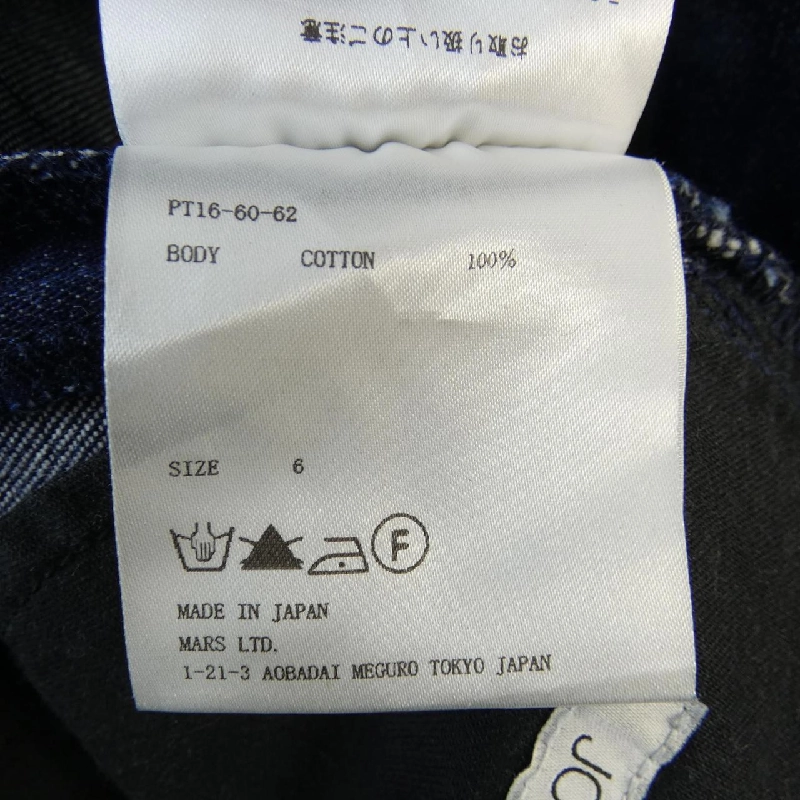 お取り扱い上のご注意
PT16-60-62
BODY COTTON 100%
SIZE 6
F
MADE IN JAPAN
MARS LTD.
1-21-3 AOBADAI MEGURO TOKYO JAPAN
JO